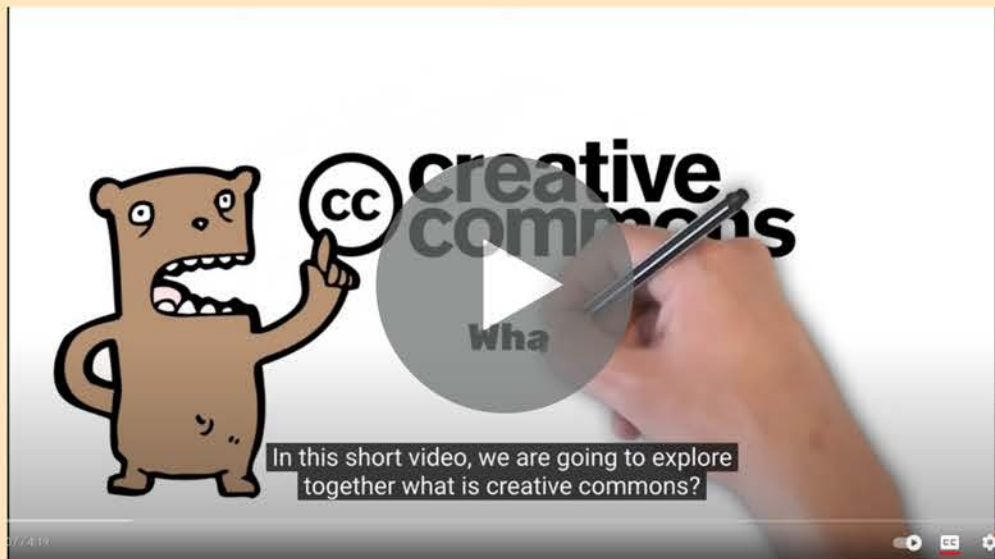 cc creative
commons
Wha
In this short video, we are going to explore
together what is creative commons?
/ 4:19
CC